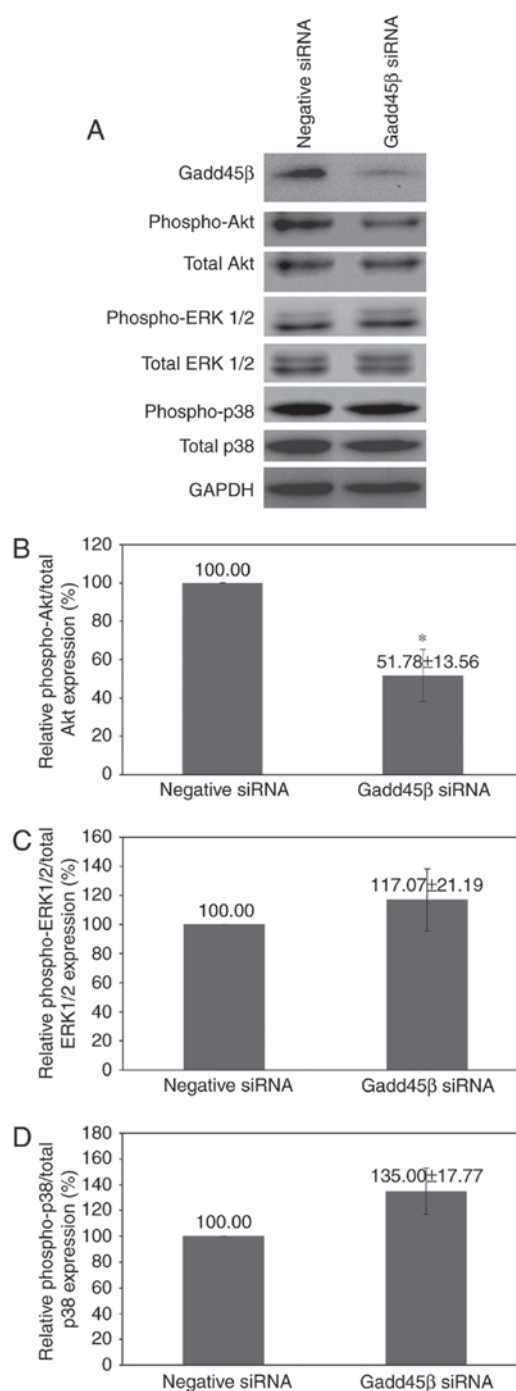 Negative siRNA
Gadd45β siRNA
A
Gadd45β
Phospho-Akt
Total Akt
Phospho-ERK 1/2
Total ERK 1/2
Phospho-p38
Total p38
GAPDH
B
Relative phospho-Akt/total
Akt expression (%)
120
100
80
60
40
20
0
100.00
*
51.78±13.56
Negative siRNA
Gadd45β siRNA
C
Relative phospho-ERK1/2/total
ERK1/2 expression (%)
160
140
120
100
80
60
40
20
0
100.00
117.07±21.19
Negative siRNA
Gadd45β siRNA
D
Relative phospho-p38/total
p38 expression (%)
180
160
140
120
100
80
60
40
20
0
100.00
135.00±17.77
Negative siRNA
Gadd45β siRNA